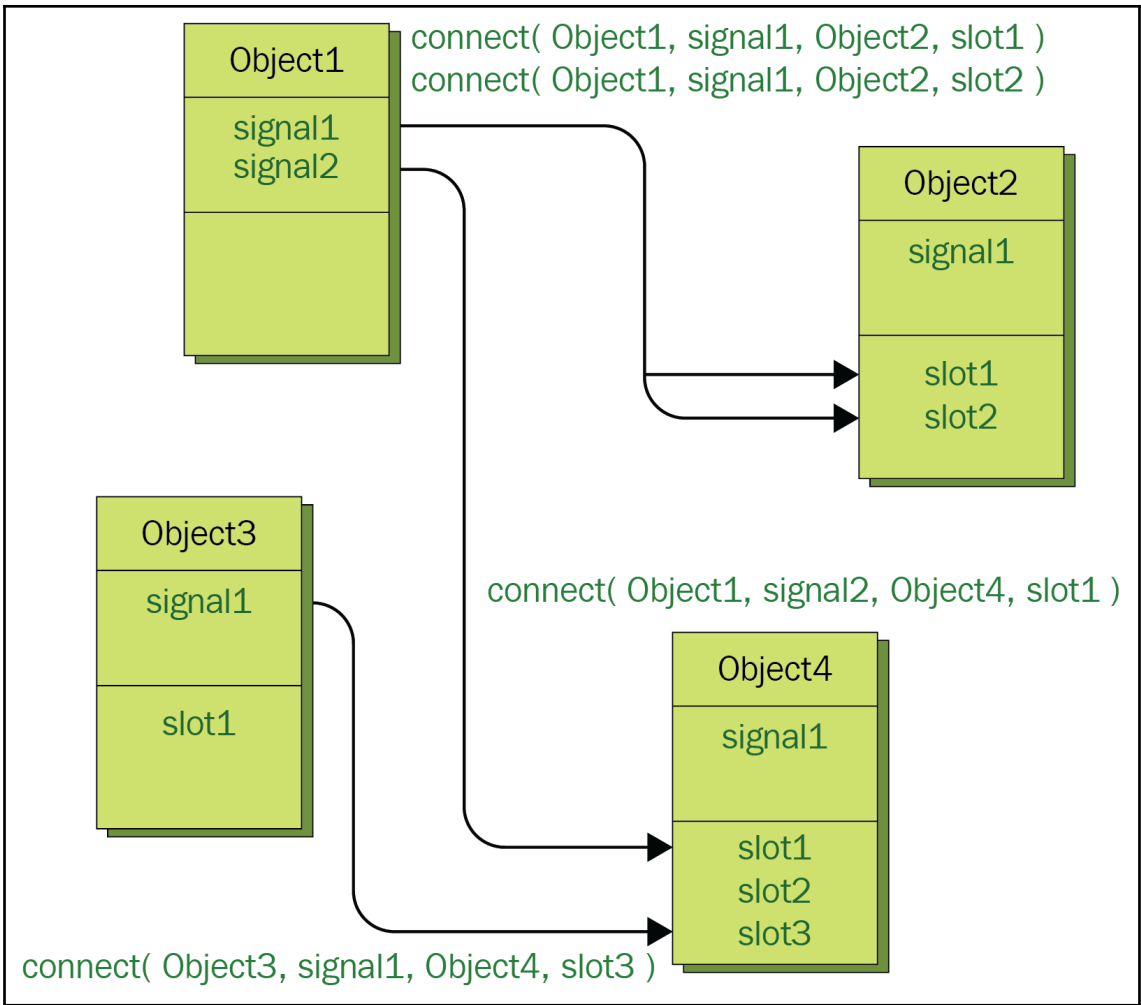 Object1
signal1
signal2
connect( Object1, signal1, Object2, slot1 )
connect( Object1, signal1, Object2, slot2 )
Object2
signal1
slot1
slot2
Object3
signal1
slot1
connect( Object1, signal2, Object4, slot1 )
Object4
signal1
slot1
slot2
slot3
connect( Object3, signal1, Object4, slot3 )